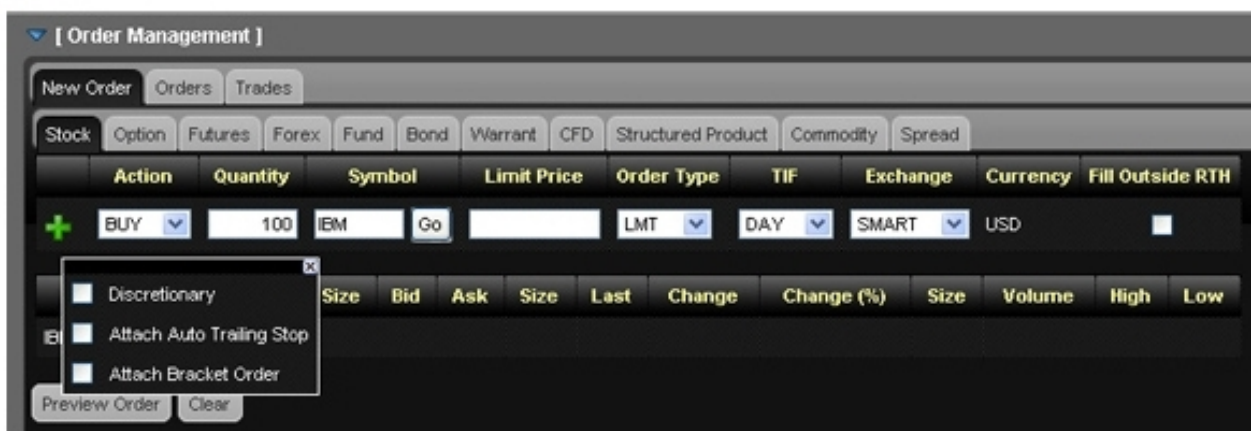 [ Order Management ]
New Order Orders Trades
Stock Option Futures Forex Fund Bond Warrant CFD Structured Product Commodity Spread
Action Quantity Symbol Limit Price Order Type TIF Exchange Currency Fill Outside RTH
BUY 100 IBM Go LMT DAY SMART USD
Discretionary
Size Bid Ask Size Last Change Change (%) Size Volume High Low
Attach Auto Trailing Stop
Attach Bracket Order
Preview Order Clear